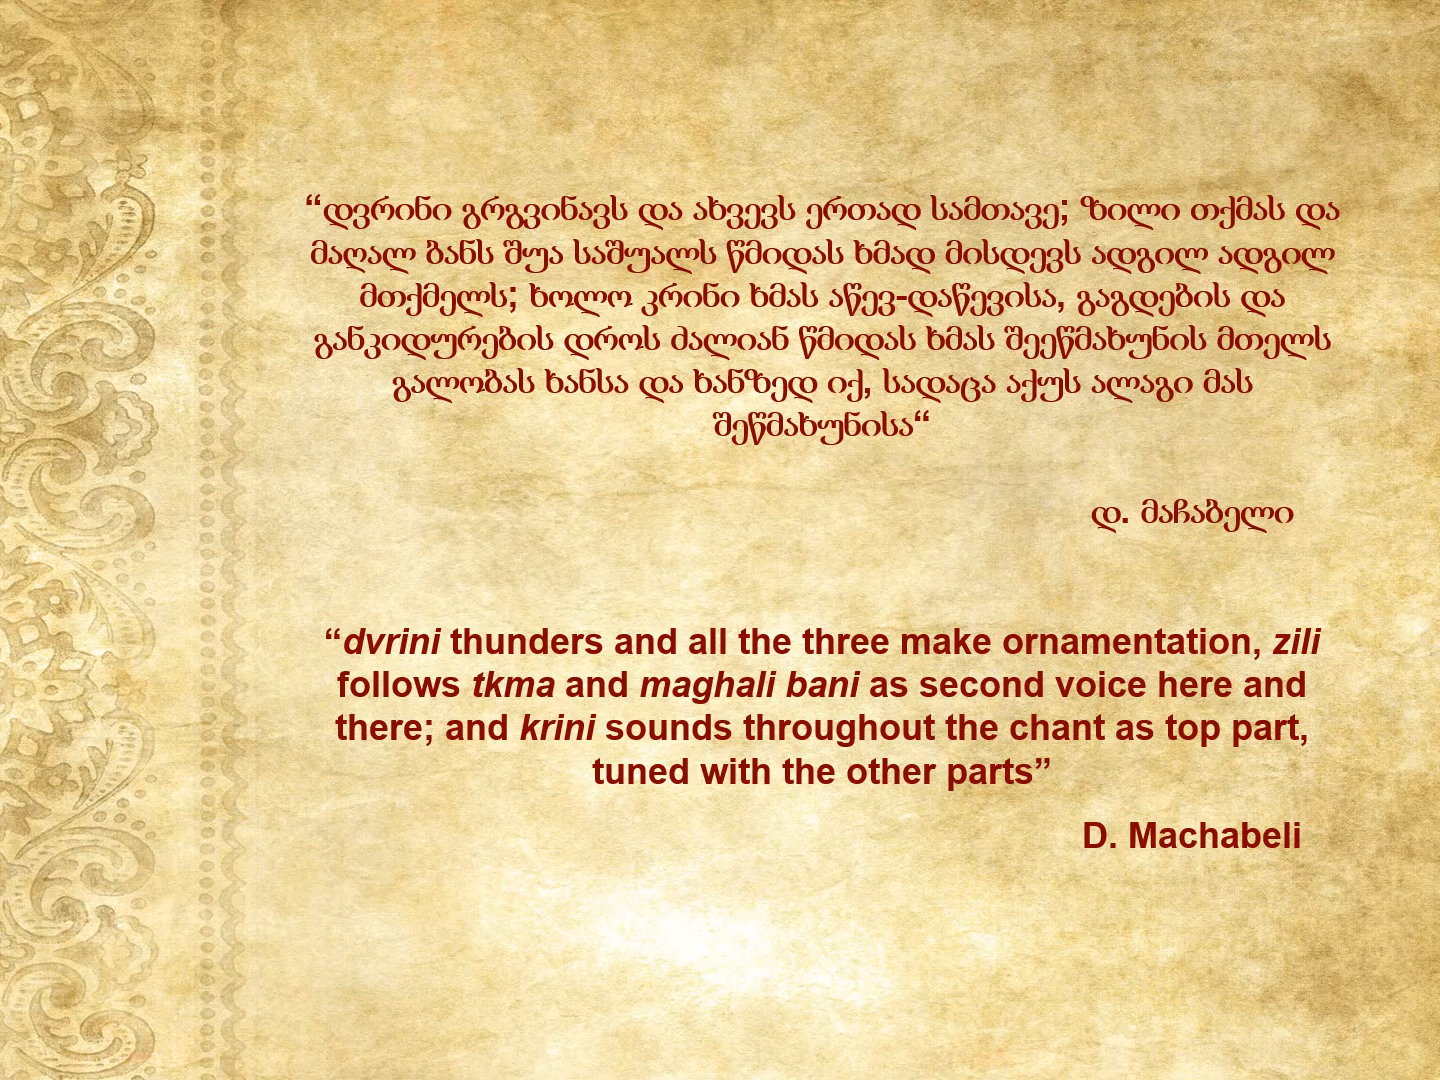 “დვრინი გრგვინავს და ახვევს ერთად სამთავე; ზილი თქმას და
მაღალ ბანს შუა საშუალს წმიდას ხმად მისდევს ადგილ ადგილ
მთქმელს; ხოლო კრინი ხმას აწევ-დაწევისა, გაგდების და
განკიდურების დროს ძალიან წმიდას ხმას შეეწმახუნის მთელს
გალობას ხანსა და ხანზედ იქ, სადაცა აქუს ალაგი მას
შეწმახუნისა“
დ. მაჩაბელი
“dvrini thunders and all the three make ornamentation, zili
follows tkma and maghali bani as second voice here and
there; and krini sounds throughout the chant as top part,
tuned with the other parts”
D. Machabeli